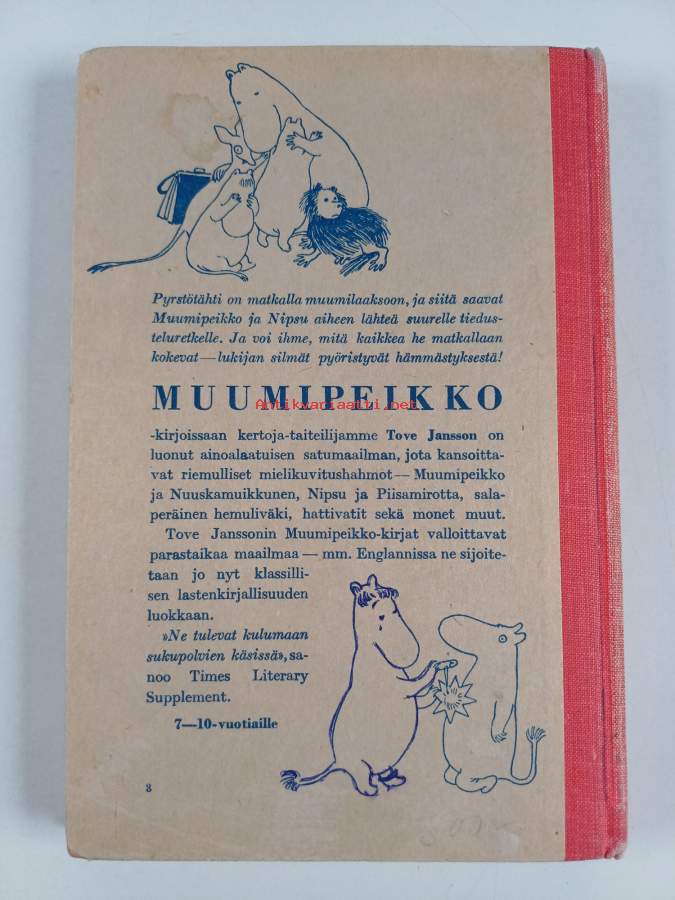 Pyrstötähti on matkalla muumilaaksoon, ja siitä saavat
Muumipeikko ja Nipsu aiheen lähteä suurelle tiedus-
teluretkelle. Ja voi ihme, mitä kaikkea he matkallaan
kokevat — lukijan silmät pyöristyvät hämmästyksestä!
MUUMIPEIKKO
Antikvariaatti.net
-kirjoissaan kertoja-taiteilijamme Tove Jansson on
luonut ainoalaatuisen satumaailman, jota kansoitta-
vat riemulliset mielikuvitushahmot — Muumipeikko
ja Nuuskamuikkunen, Nipsu ja Piisamirotta, sala-
peräinen hemuliväki, hattivatit sekä monet muut.
Tove Janssonin Muumipeikko-kirjat valloittavat
parastaikaa maailmaa — mm. Englannissa ne sijoite-
taan jo nyt klassilli-
sen lastenkirjallisuuden
luokkaan.
»Ne tulevat kulumaan
sukupolvien käsissä», sa-
noo Times Literary
Supplement.
7—10-vuotiaille
3